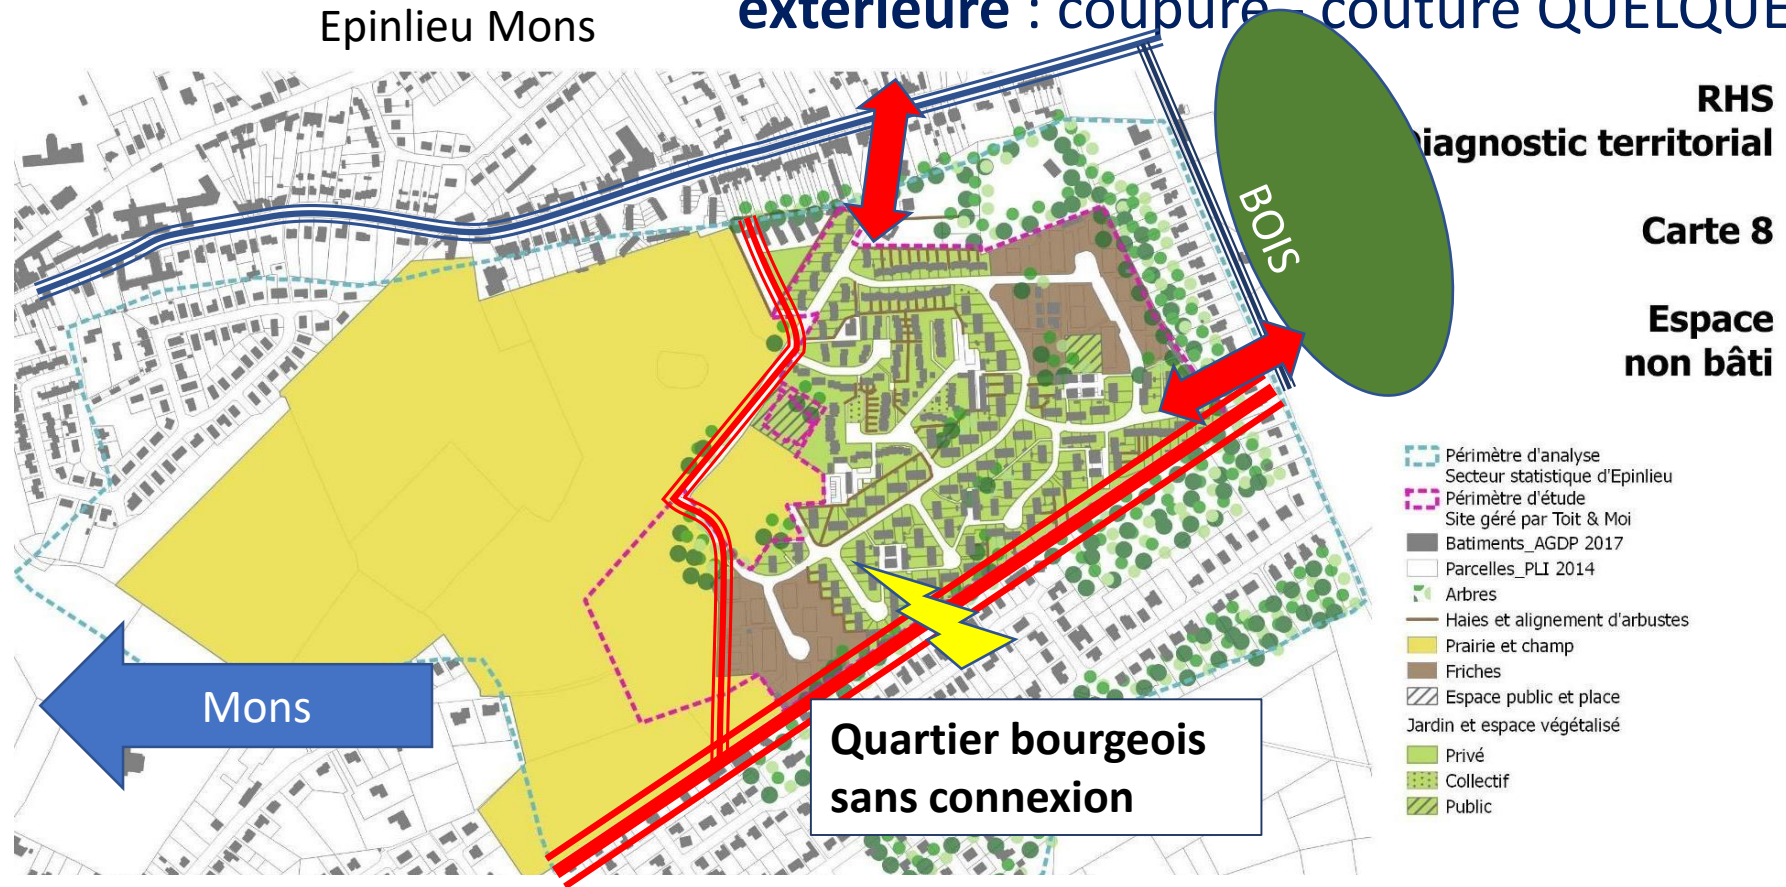 extérieure : coupure - couture QUELQUE
Epinlieu Mons
RHS
iagnostic territorial
Carte 8
Espace
non bâti
BOIS
Périmètre d'analyse
Secteur statistique d'Epinlieu
Périmètre d'étude
Site géré par Toit & Moi
Batiments_AGDP 2017
Parcelles_PLI 2014
Arbres
Haies et alignement d'arbustes
Prairie et champ
Friches
Espace public et place
Jardin et espace végétalisé
Privé
Collectif
Public
Mons
Quartier bourgeois
sans connexion